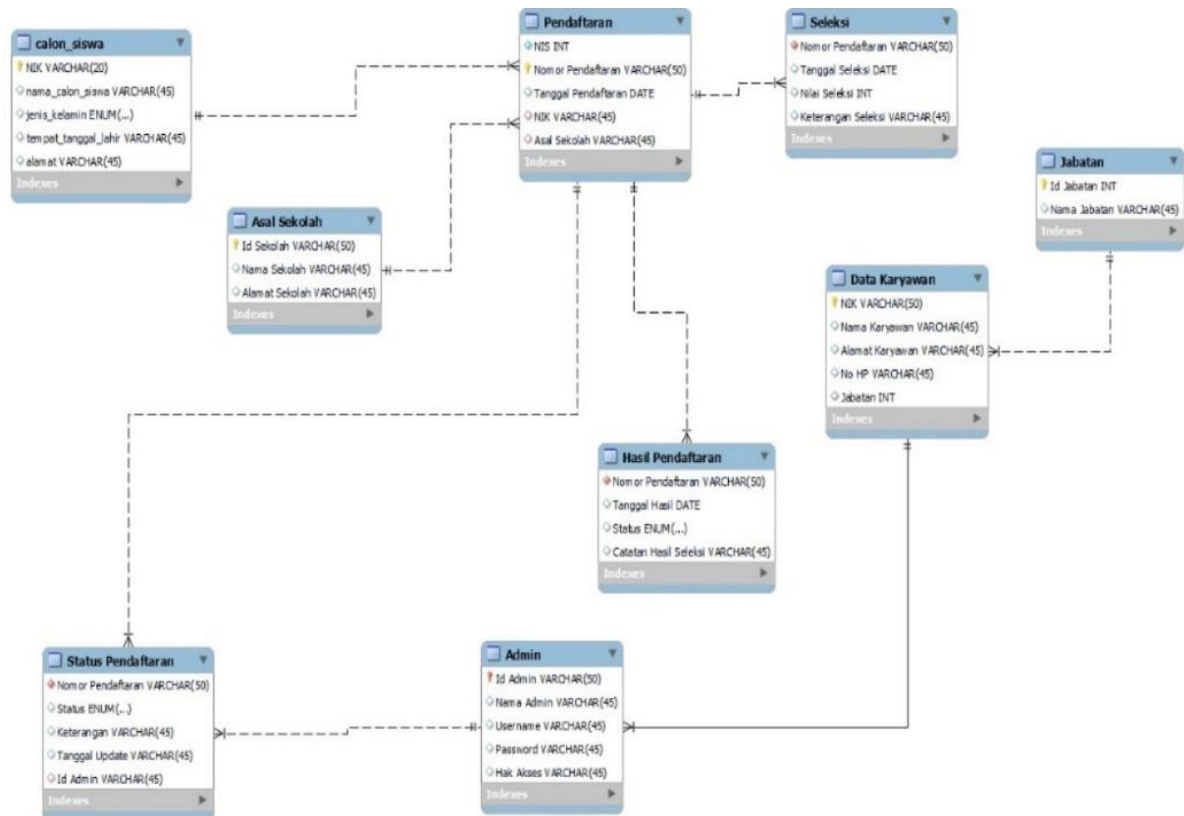 calon_siswa
NIK VARCHAR(20)
nama_calon_siswa VARCHAR(45)
jenis_kelamin ENUM(...)
tempat_tanggal_lahir VARCHAR(45)
alamat VARCHAR(45)
Indexes
Pendaftaran
NIS INT
Nomor Pendaftaran VARCHAR(50)
Tanggal Pendaftaran DATE
NIK VARCHAR(45)
Asal Sekolah VARCHAR(45)
Indexes
Seleksi
Nomor Pendaftaran VARCHAR(50)
Tanggal Seleksi DATE
Nilai Seleksi INT
Keterangan Seleksi VARCHAR(45)
Indexes
Jabatan
Id Jabatan INT
Nama Jabatan VARCHAR(45)
Indexes
Asal Sekolah
Id Sekolah VARCHAR(50)
Nama Sekolah VARCHAR(45)
Alamat Sekolah VARCHAR(45)
Indexes
Data Karyawan
NIK VARCHAR(50)
Nama Karyawan VARCHAR(45)
Alamat Karyawan VARCHAR(45)
No HP VARCHAR(45)
Jabatan INT
Indexes
Hasil Pendaftaran
Nomor Pendaftaran VARCHAR(50)
Tanggal Hasil DATE
Status ENUM(...)
Catatan Hasil Seleksi VARCHAR(45)
Indexes
Status Pendaftaran
Nomor Pendaftaran VARCHAR(50)
Status ENUM(...)
Keterangan VARCHAR(45)
Tanggal Update VARCHAR(45)
Id Admin VARCHAR(45)
Indexes
Admin
Id Admin VARCHAR(50)
Nama Admin VARCHAR(45)
Username VARCHAR(45)
Password VARCHAR(45)
Hak Akses VARCHAR(45)
Indexes